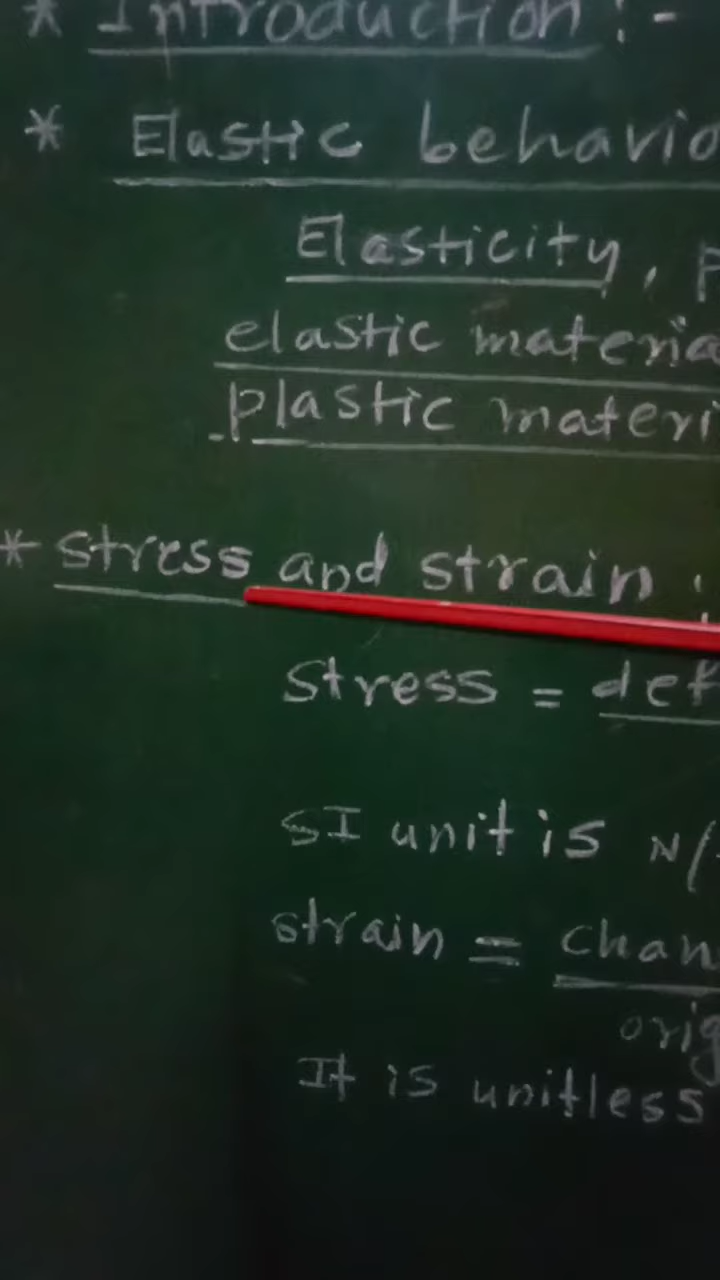 * Introduction :-
* Elastic behavio
Elasticity, p
elastic materia
plastic materi
* stress and strain :
Stress = def
SI unit is N/
strain = chan
orig
It is unitless